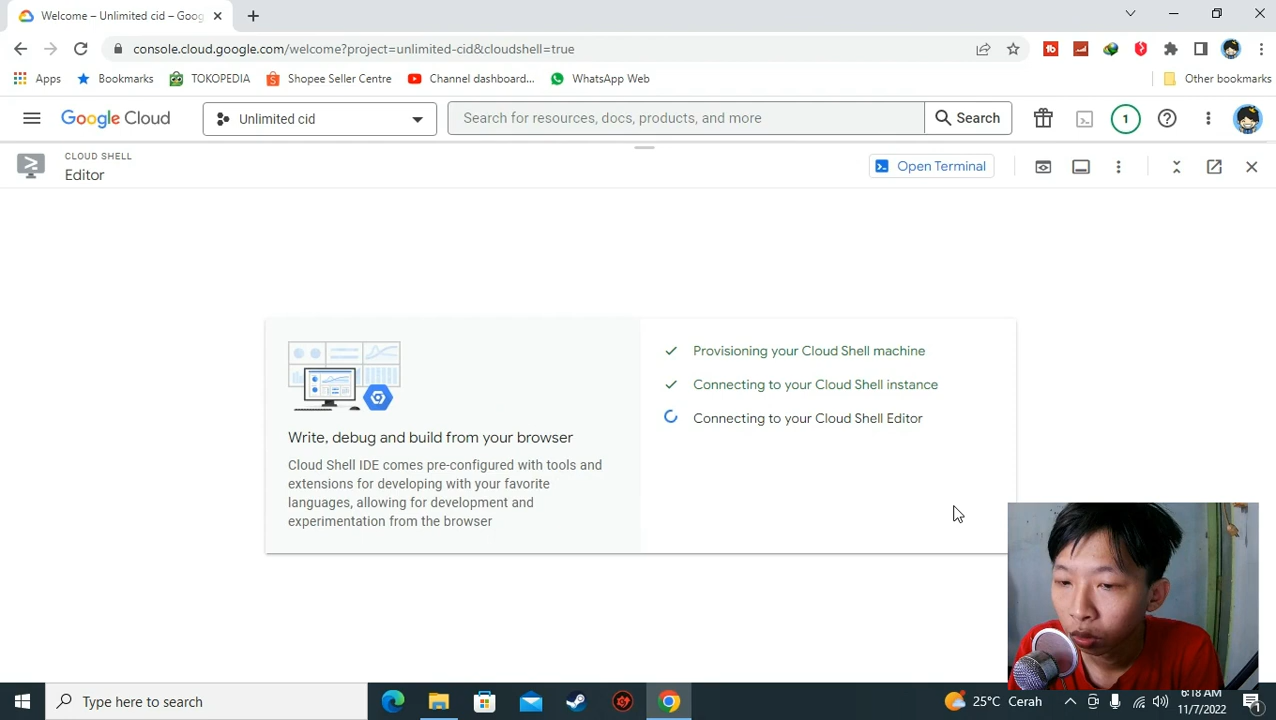 Welcome – Unlimited cid – Goog
console.cloud.google.com/welcome?project=unlimited-cid&cloudshell=true
Apps
Bookmarks
TOKOPEDIA
Shopee Seller Centre
Channel dashboard...
WhatsApp Web
Other bookmarks
Google Cloud
Unlimited cid
Search for resources, docs, products, and more
Search
1
CLOUD SHELL
Editor
Open Terminal
Provisioning your Cloud Shell machine
Connecting to your Cloud Shell instance
Connecting to your Cloud Shell Editor
Write, debug and build from your browser
Cloud Shell IDE comes pre-configured with tools and
extensions for developing with your favorite
languages, allowing for development and
experimentation from the browser
Type here to search
25°C Cerah
6:18 AM
11/7/2022
1